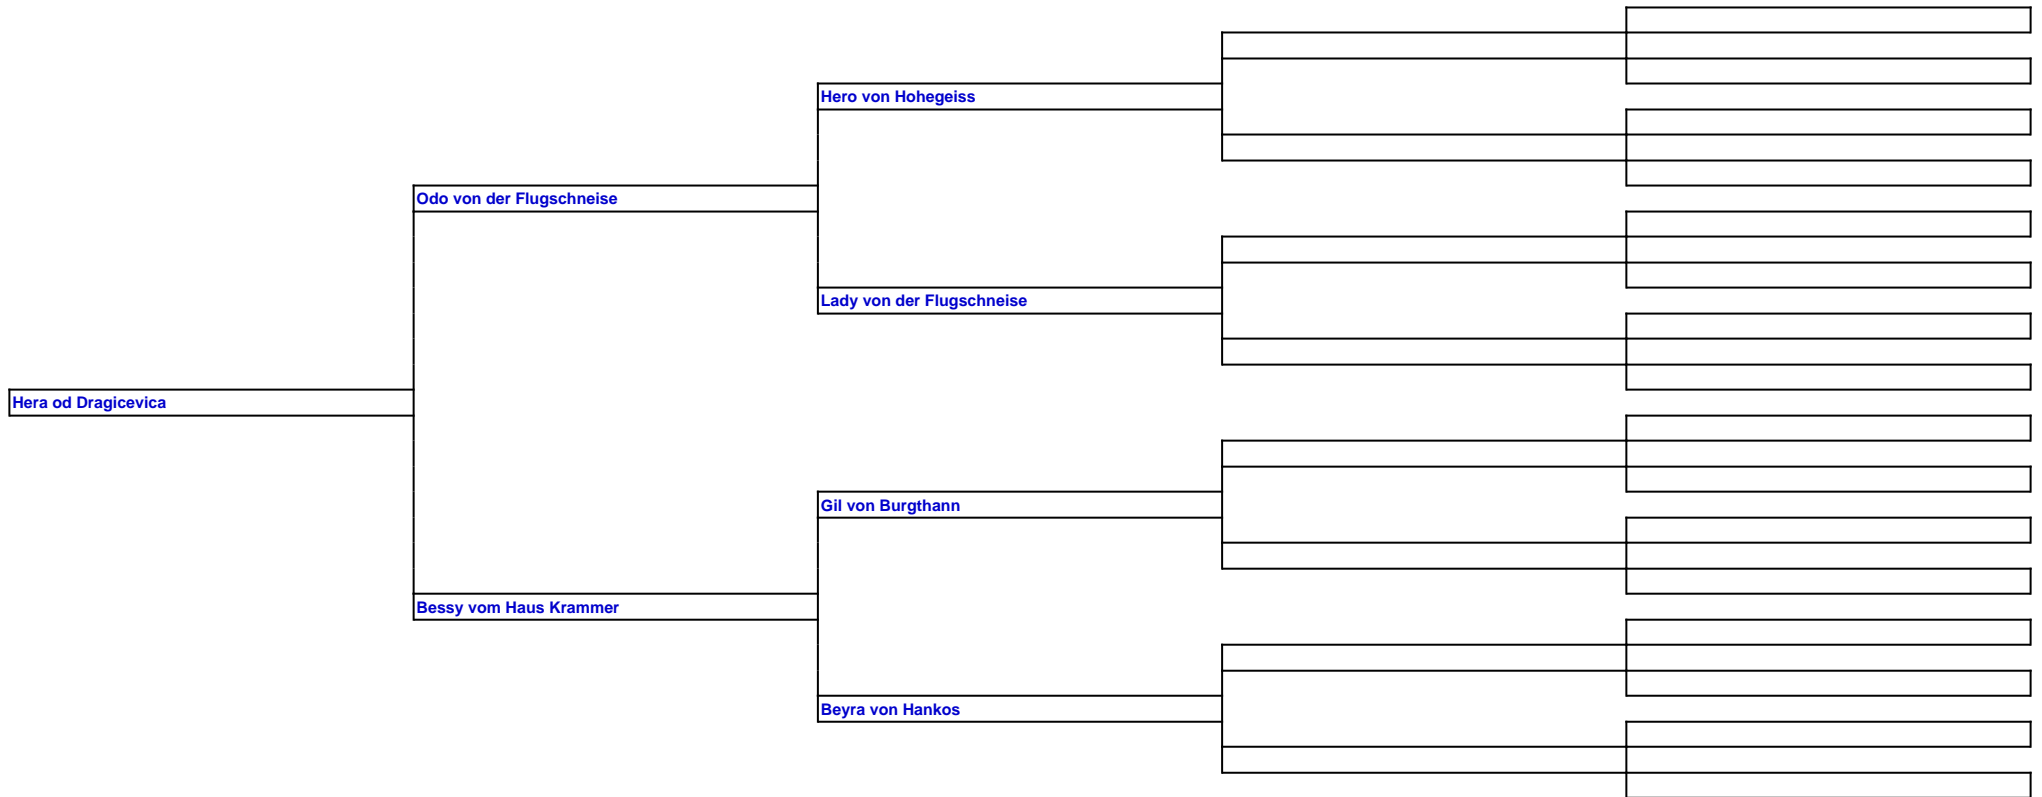 Hero von Hohegeiss
Odo von der Flugschneise
Lady von der Flugschneise
Hera od Dragicevica
Gil von Burgthann
Bessy vom Haus Krammer
Beyra von Hankos